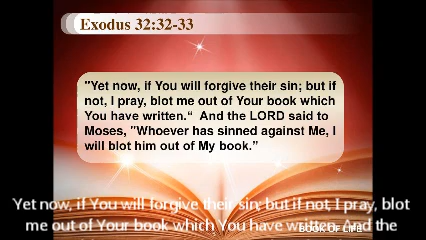 Exodus 32:32-33
"Yet now, if You will forgive their sin; but if
not, I pray, blot me out of Your book which
You have written.“  And the LORD said to
Moses, "Whoever has sinned against Me, I
will blot him out of My book.”
Yet now, if You will forgive their sin; but if not, I pray, blot
me out of Your book which You have written. And the
BOOK OF LIFE